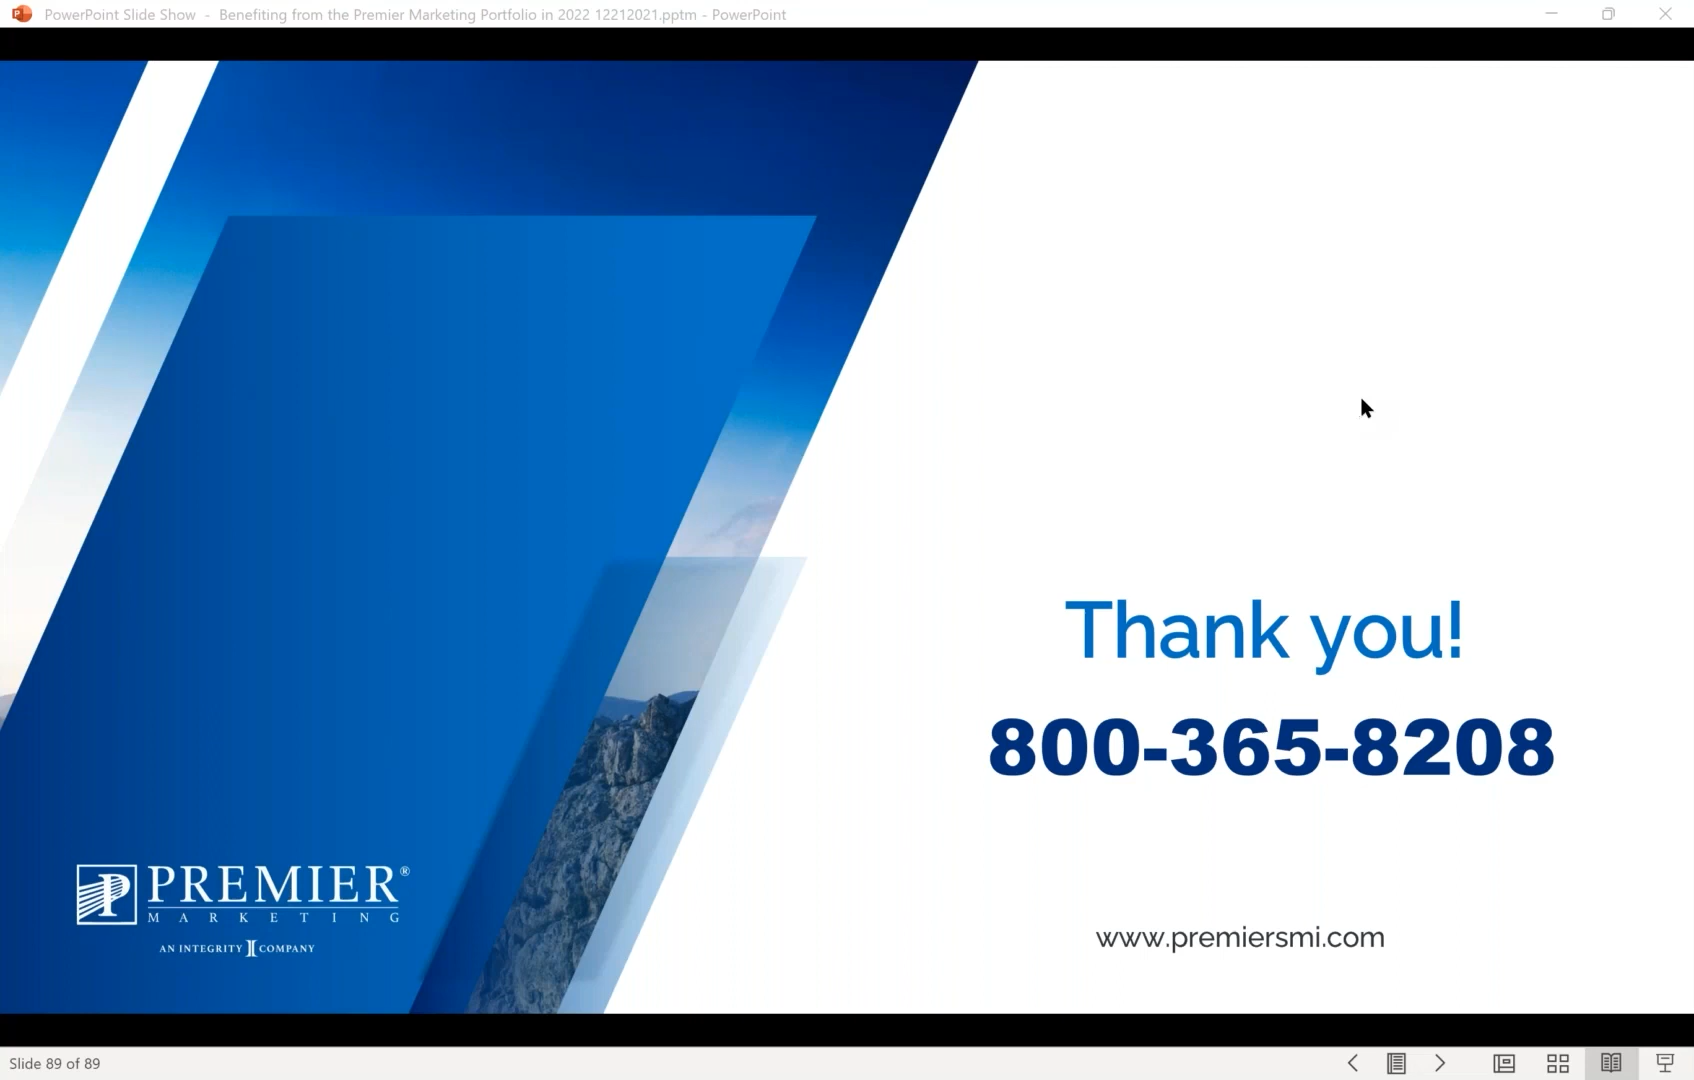 PowerPoint Slide Show - Benefiting from the Premier Marketing Portfolio in 2022 12212021.pptm - PowerPoint
Thank you!
800-365-8208
PREMIER®
MARKETING
AN INTEGRITY COMPANY
www.premiersmi.com
Slide 89 of 89